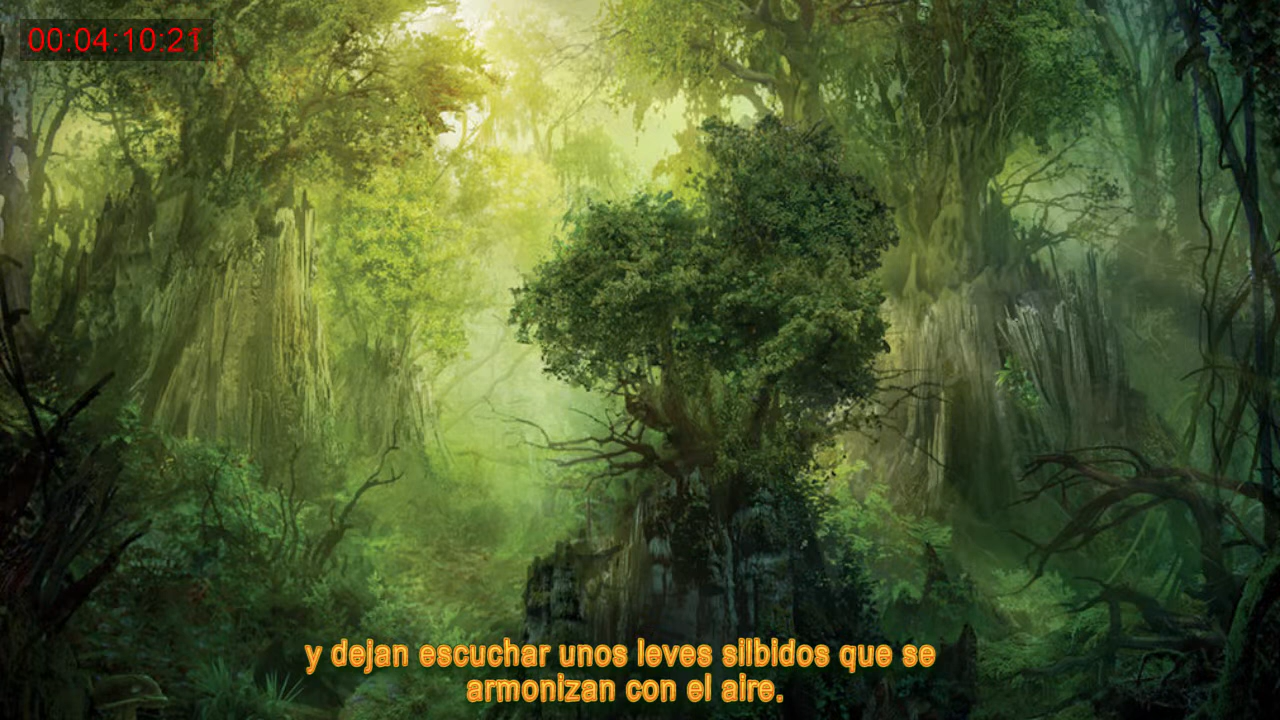 00:04:10:21
y dejan escuchar unos leves silbidos que se
armonizan con el aire.